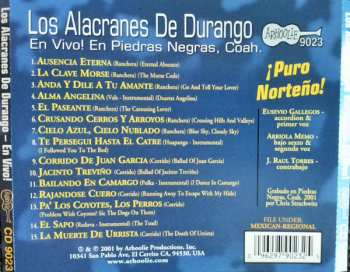 Los Alacranes De Durango
En Vivo! En Piedras Negras, Coah.
Arhoolie
9023
1. AUSENCIA ETERNA (Ranchera) (Eternal Absence)
2. LA CLAVE MORSE (Ranchera) (The Morse Code)
3. ANDA Y DILE A TU AMANTE (Ranchera) (Go And Tell Your Lover)
4. ALMA ANGELINA (Vals - Instrumental) (Dearest Angelina)
5. EL PASEANTE (Ranchera) (The Carousing Lover)
6. CRUSANDO CERROS Y ARROYOS (Ranchera) (Crossing Hills And Valleys)
7. CIELO AZUL, CIELO NUBLADO (Ranchera) (Blue Sky, Cloudy Sky)
8. TE PERSEGUI HASTA EL CATRE (Huapango - Instrumental)
(I Followed You To The Bed)
9. CORRIDO DE JUAN GARCIA (Corrido) (Ballad Of Juan Garcia)
10. JACINTO TREVIÑO (Corrido) (Ballad Of Jacinto Treviño)
11. BAILANDO EN CAMARGO (Polka - Instrumental) (I Dance In Camargo)
12. RAJANDOSE CURRO (Corrido) (Running Away To Escape With My Hide)
13. PA' LOS COYOTES, LOS PERROS (Corrido)
(Problem With Coyotes? Sic The Dogs On Them)
14. EL SAPO (Redova - Instrumental) (The Toad)
15. LA MUERTE DE URRISTA (Corrido) (The Death Of Urista)
¡Puro
Norteño!
EUSEVIO GALLEGOS -
accordion &
primer voz
ARRIOLA MEMO -
bajo sexto &
segunda voz
J. RAUL TORRES -
contrabajo
Grabado en Piedras
Negras, Coah. 2001
by Chris Strachwitz
FILE UNDER:
MEXICAN-REGIONAL
℗ & © 2001 by Arhoolie Productions, Inc.
10341 San Pablo Ave, El Cerrito CA, 94530, USA
www.arhoolie.com
Los Alacranes De Durango - En Vivo!
CD 9023